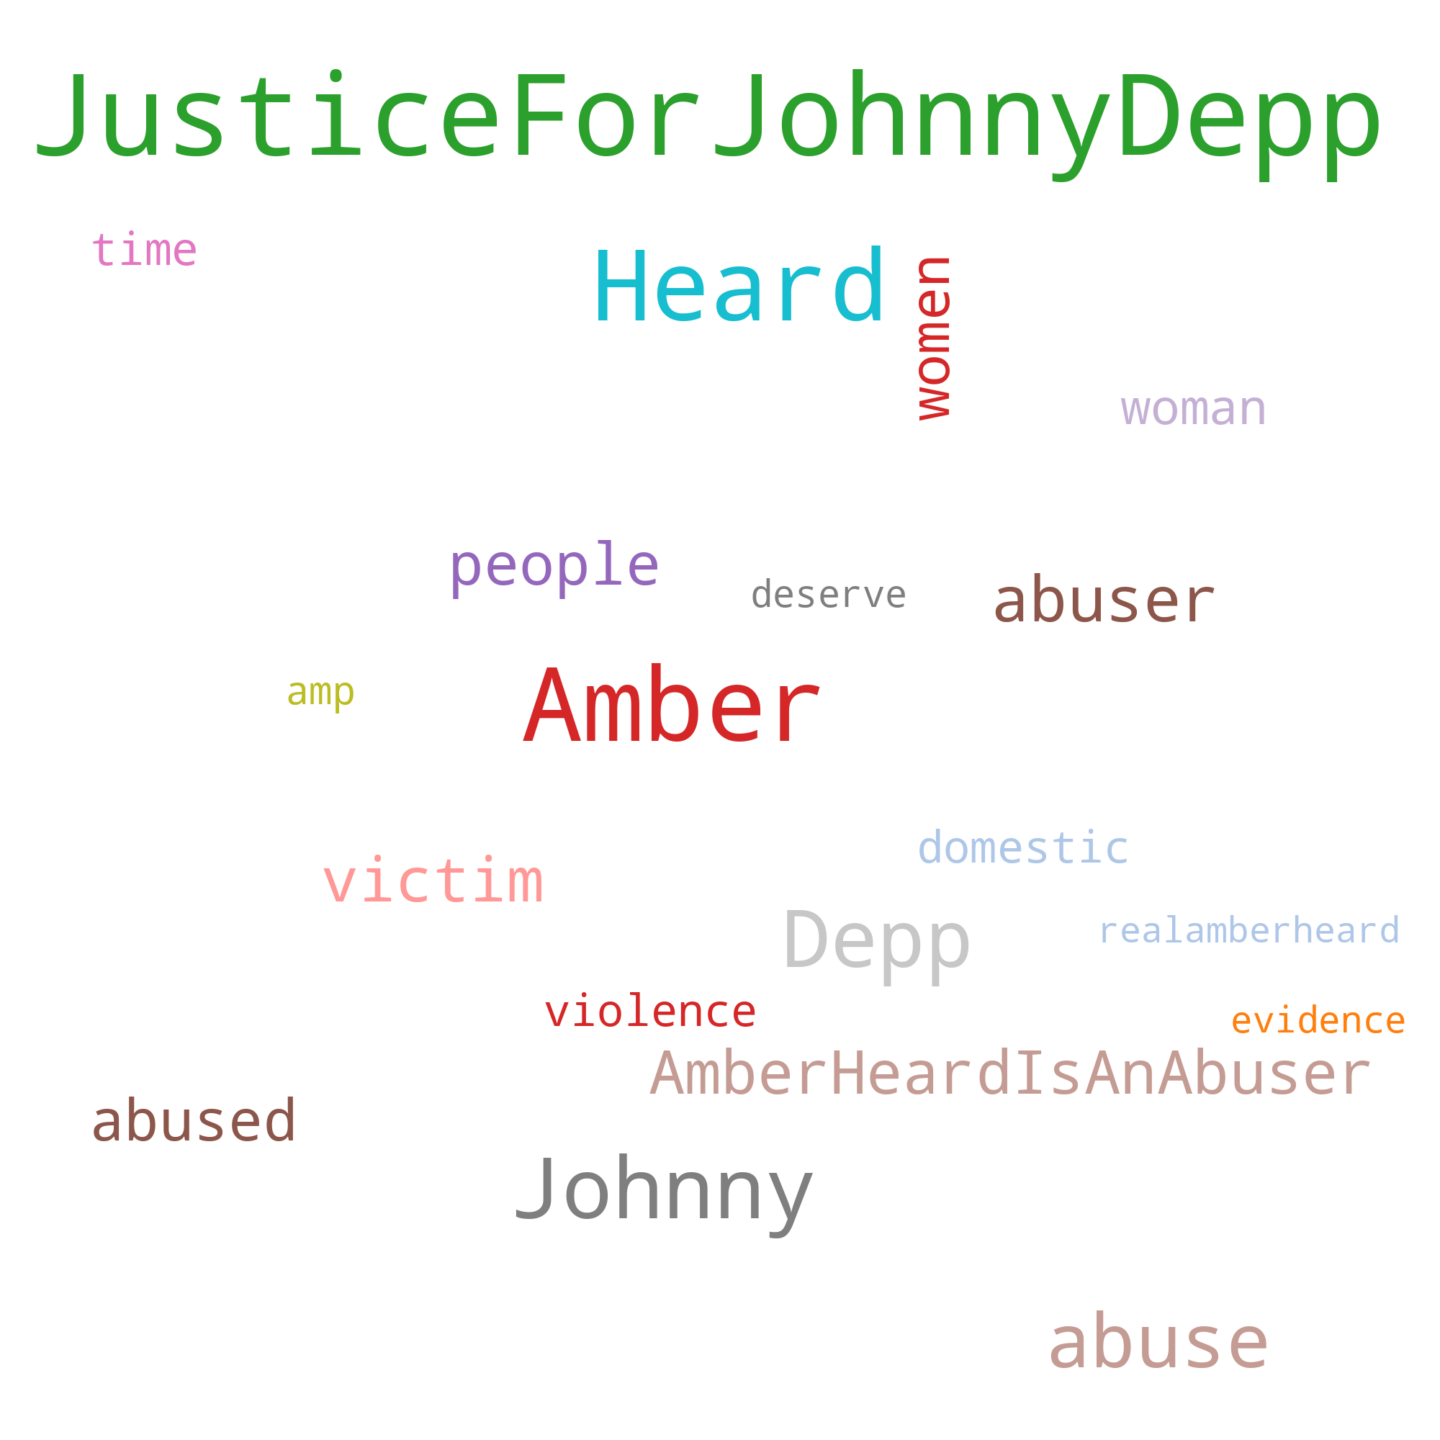 JusticeForJohnnyDepp
time
Heard
women
woman
people
deserve
abuser
amp
Amber
domestic
victim
Depp
realamberheard
violence
evidence
AmberHeardIsAnAbuser
abused
Johnny
abuse